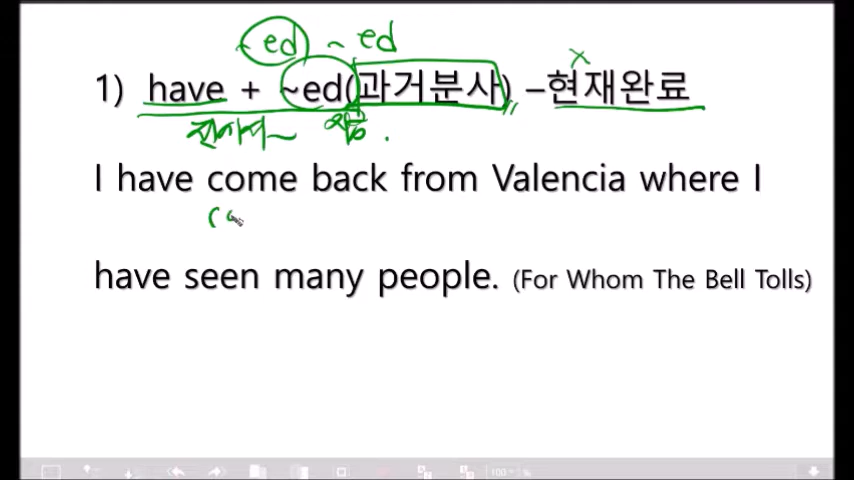 ~ed ~ ed
1) have + ~ed(과거분사) –현재완료
I have come back from Valencia where I
have seen many people. (For Whom The Bell Tolls)
100 %